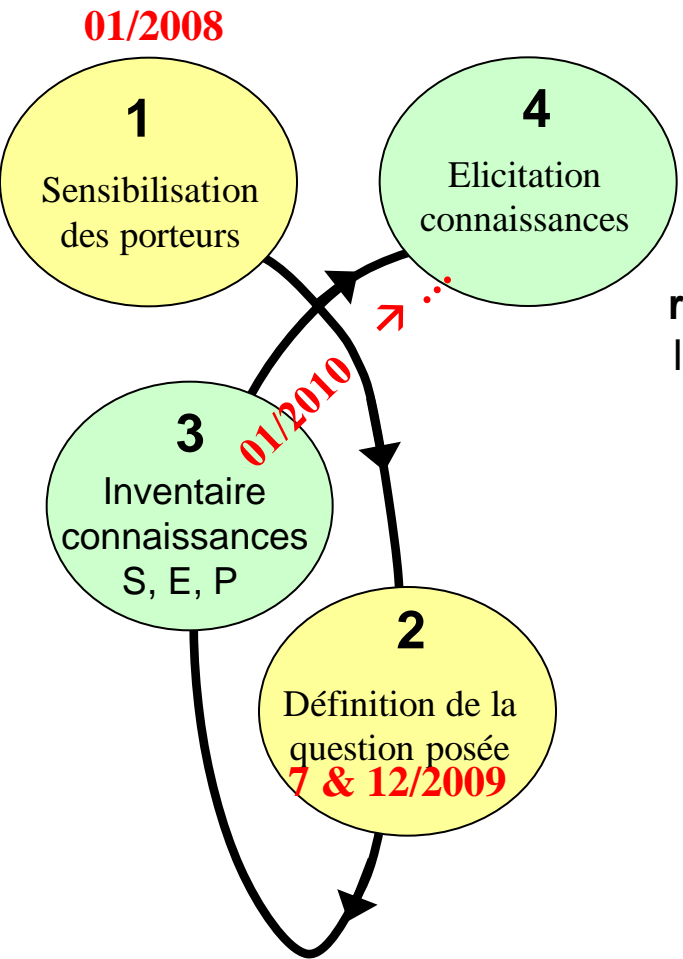 01/2008
1
Sensibilisation
des porteurs
4
Elicitation
connaissances
r
l
01/2010 ↗ ...
3
Inventaire
connaissances
S, E, P
2
Définition de la
question posée
7 & 12/2009